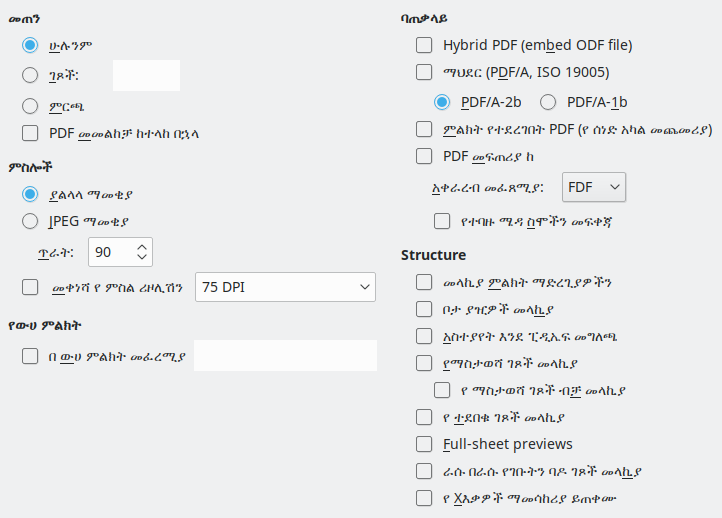 መጠን
ሁሉንም
ገጾች:
ምርጫ
PDF መመልከቻ ከተላከ በኋላ
ምስሎች
ያልላላ ማመቂያ
JPEG ማመቂያ
ጥራት: 90
መቀነሻ የ ምስል ሪዞሊሽን 75 DPI
የውሀ ምልክት
በ ውሀ ምልክት መፈረሚያ
ባጠቃላይ
Hybrid PDF (embed ODF file)
ማህደር (PDF/A, ISO 19005)
PDF/A-2b PDF/A-1b
ምልክት የተደረገበት PDF (የ ሰነድ አካል መጨመሪያ)
PDF መፍጠሪያ ከ
አቀራረብ መፈጸሚያ: FDF
የተባዙ ሜዳ ስሞችን መፍቀጃ
Structure
መላኪያ ምልክት ማድረጊያዎችን
ቦታ ያዢዎች መላኪያ
አስተያየት እንደ ፒዲኤፍ መግለጫ
የማስታወሻ ገጾች መላኪያ
የ ማስታወሻ ገጾች ብቻ መላኪያ
የ ተደበቁ ገጾች መላኪያ
Full-sheet previews
ራሱ በራሱ የገቡትን ባዶ ገጾች መላኪያ
የ Xእቃዎች ማመሳከሪያ ይጠቀሙ